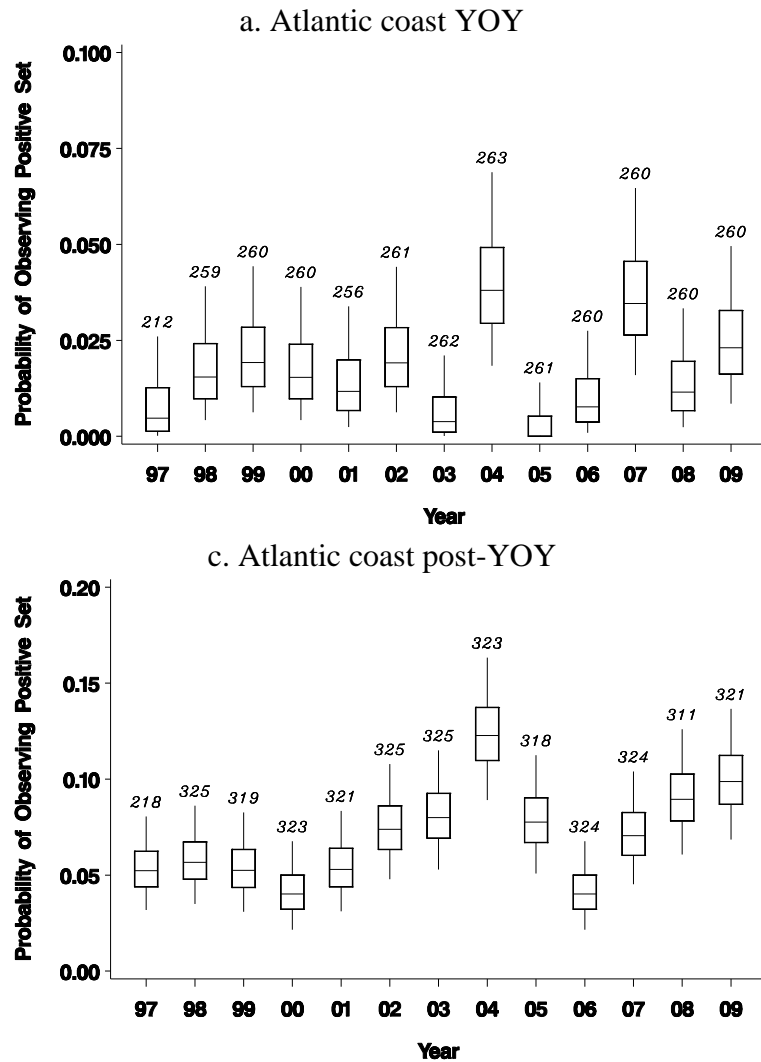 a. Atlantic coast YOY
Probability of Observing Positive Set
0.100
0.075
0.050
0.025
0.000
212 259 260 260 256 261 262 263 261 260 260 260 260
97 98 99 00 01 02 03 04 05 06 07 08 09
Year
c. Atlantic coast post-YOY
Probability of Observing Positive Set
0.20
0.15
0.10
0.05
0.00
218 325 319 323 321 325 325 323 318 324 324 311 321
97 98 99 00 01 02 03 04 05 06 07 08 09
Year